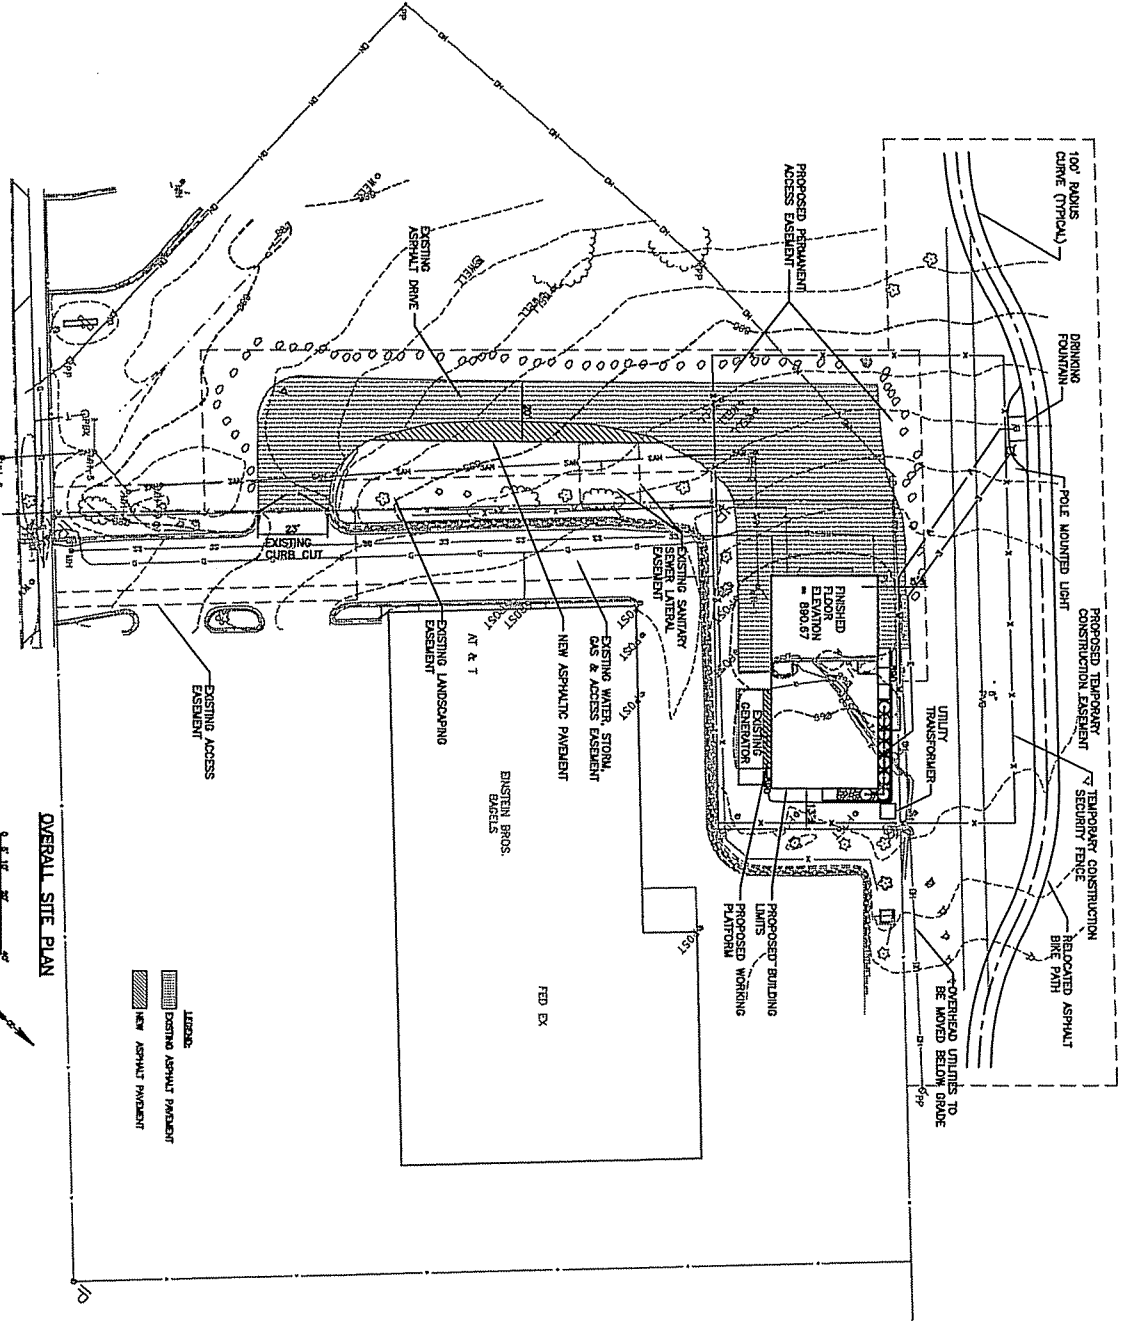 100' RADIUS
CURVE (TYPICAL)
DRINKING
FOUNTAIN
POLE MOUNTED LIGHT
PROPOSED TEMPORARY
CONSTRUCTION EASEMENT
TEMPORARY CONSTRUCTION
SECURITY FENCE
RELOCATED ASPHALT
BIKE PATH
PROPOSED PERMANENT
ACCESS EASEMENT
UTILITY
TRANSFORMER
OVERHEAD UTILITIES TO
BE MOVED BELOW GRADE
FINISHED
FLOOR
ELEVATION
= 890.67
EXISTING
GENERATOR
PROPOSED BUILDING
LIMITS
PROPOSED WORKING
PLATFORM
EXISTING
ASPHALT DRIVE
EXISTING SANITARY
SEWER LATERAL
EASEMENT
EXISTING WATER, STORM,
GAS & ACCESS EASEMENT
NEW ASPHALTIC PAVEMENT
AT & T
EXISTING LANDSCAPING
EASEMENT
23'
EXISTING
CURB CUT
EXISTING ACCESS
EASEMENT
EINSTEIN BROS.
BAGELS
FED EX
LEGEND:
EXISTING ASPHALT PAVEMENT
NEW ASPHALT PAVEMENT
OVERALL SITE PLAN